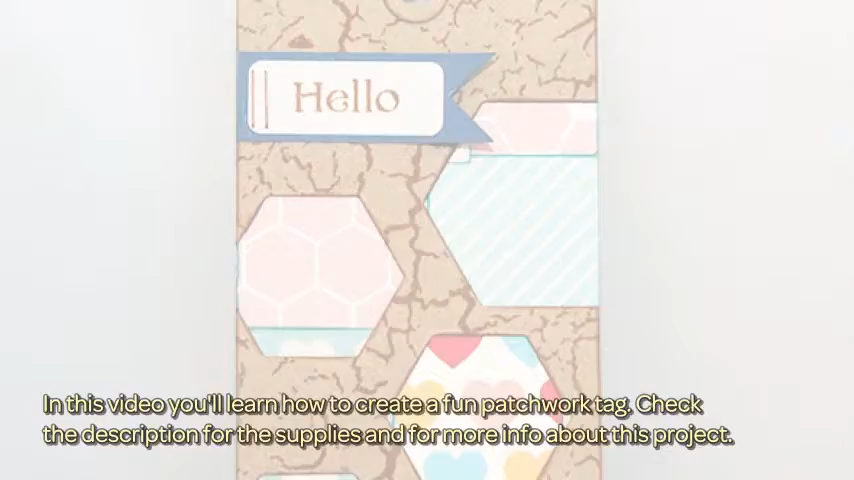 Hello
In this video you'll learn how to create a fun patchwork tag. Check
the description for the supplies and for more info about this project.